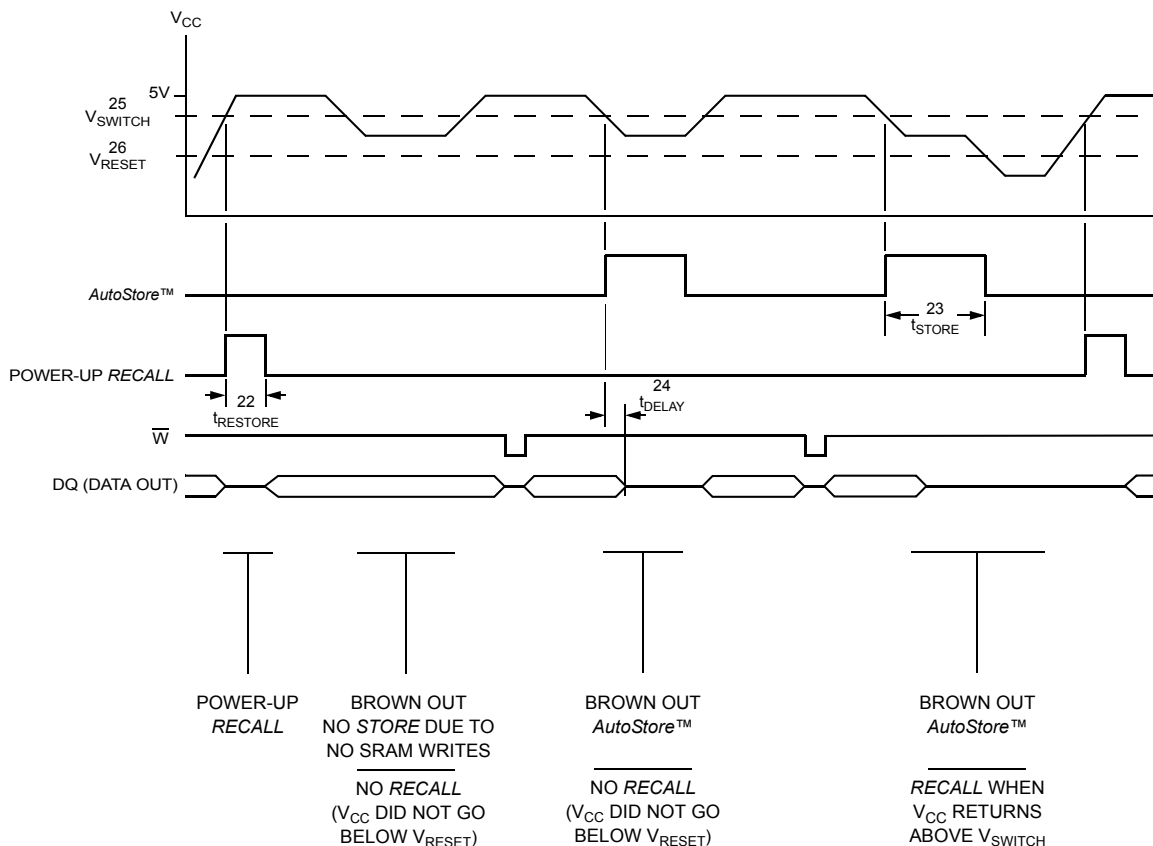 VCC
5V
25
VSWITCH
26
VRESET
AutoStore™
23
tSTORE
POWER-UP RECALL
22
tRESTORE
24
tDELAY
W
DQ (DATA OUT)
POWER-UP
RECALL
BROWN OUT
NO STORE DUE TO
NO SRAM WRITES
NO RECALL
(VCC DID NOT GO
BELOW VRESET)
BROWN OUT
AutoStore™
NO RECALL
(VCC DID NOT GO
BELOW VRESET)
BROWN OUT
AutoStore™
RECALL WHEN
VCC RETURNS
ABOVE VSWITCH